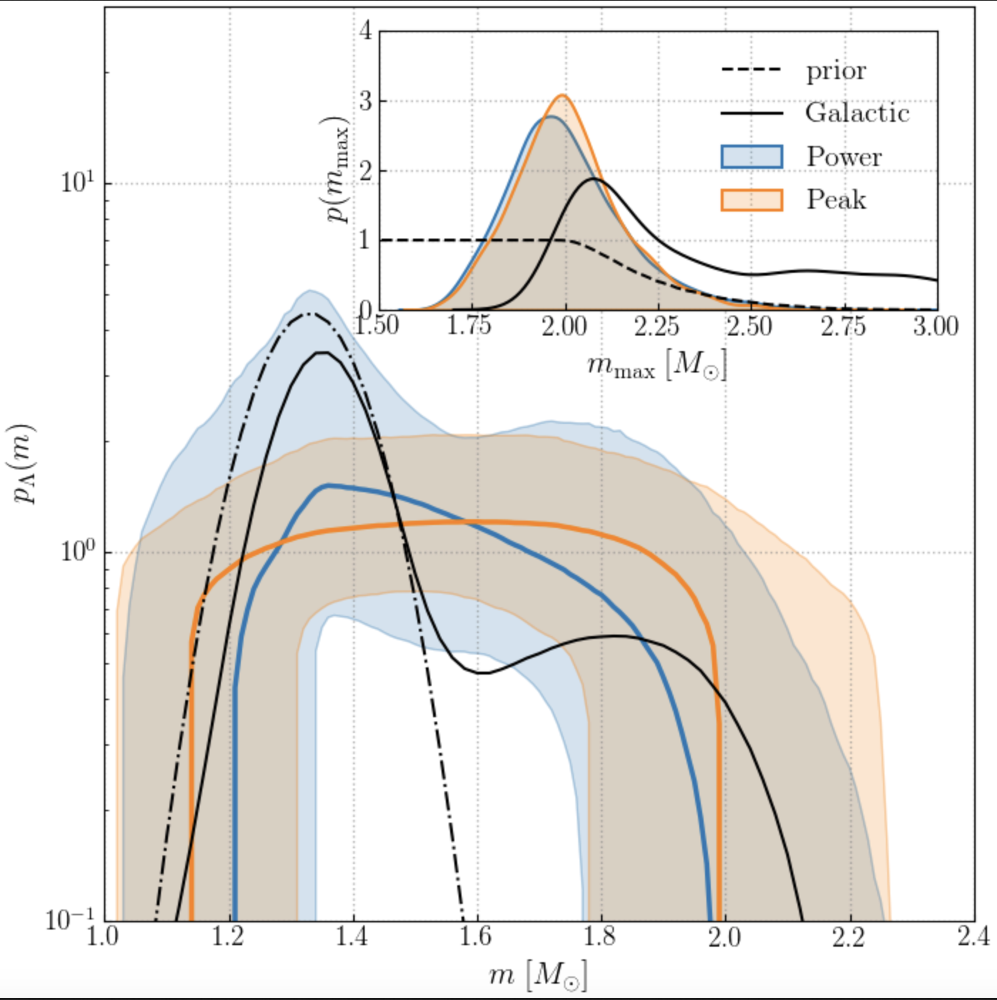 4
3
2
1
0
p(m_max)
prior
Galactic
Power
Peak
1.50 1.75 2.00 2.25 2.50 2.75 3.00
m_max [M_⊙]
10^1
10^0
10^−1
p_Λ(m)
1.0 1.2 1.4 1.6 1.8 2.0 2.2 2.4
m [M_⊙]